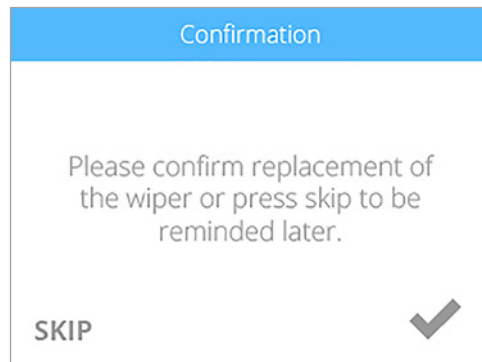 Confirmation
Please confirm replacement of
the wiper or press skip to be
reminded later.
SKIP